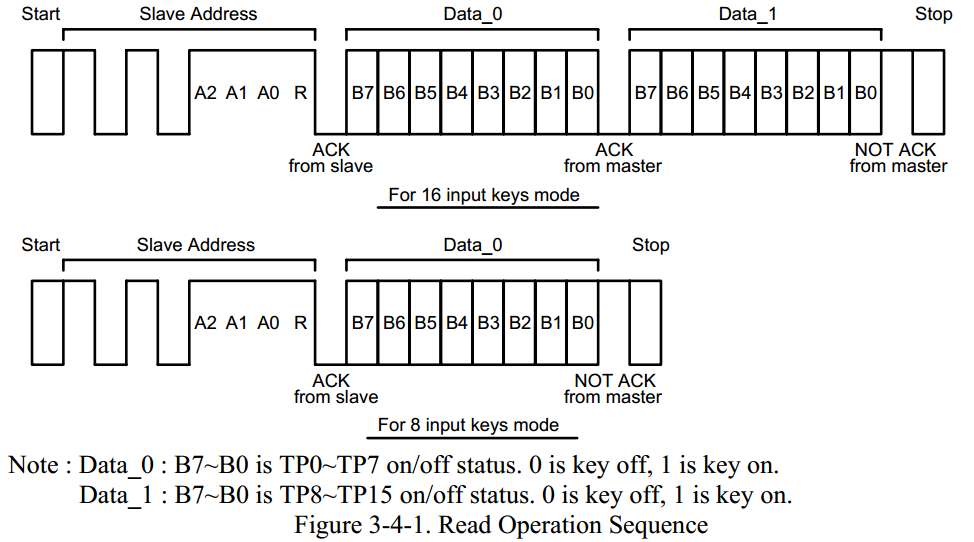 Start Slave Address Data_0 Data_1 Stop
A2 A1 A0 R B7 B6 B5 B4 B3 B2 B1 B0 B7 B6 B5 B4 B3 B2 B1 B0
ACK ACK NOT ACK
from slave from master from master
For 16 input keys mode
Start Slave Address Data_0 Stop
A2 A1 A0 R B7 B6 B5 B4 B3 B2 B1 B0
ACK NOT ACK
from slave from master
For 8 input keys mode
Note : Data_0 : B7~B0 is TP0~TP7 on/off status. 0 is key off, 1 is key on.
Data_1 : B7~B0 is TP8~TP15 on/off status. 0 is key off, 1 is key on.
Figure 3-4-1. Read Operation Sequence